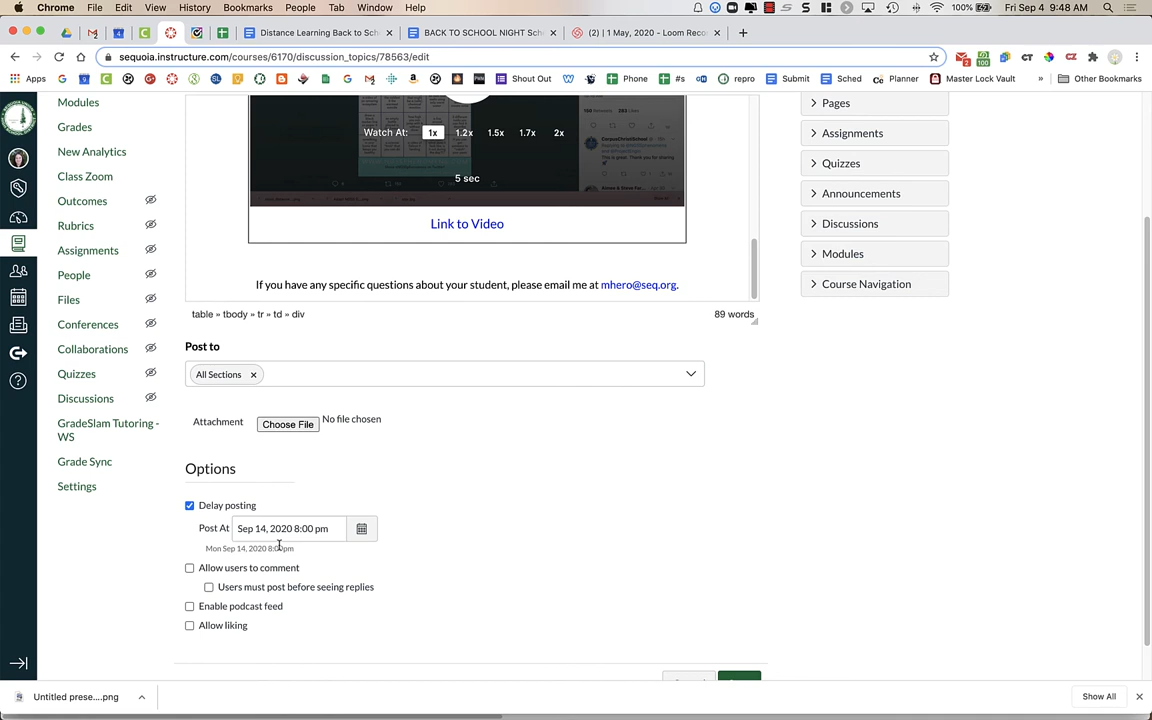 Chrome File Edit View History Bookmarks People Tab Window Help 100% Fri Sep 4 9:48 AM
Distance Learning Back to Sch × BACK TO SCHOOL NIGHT Sch × (2) | 1 May, 2020 - Loom Reco × +
sequoia.instructure.com/courses/6170/discussion_topics/78563/edit
Apps Shout Out Phone #s repro Submit Sched Planner Master Lock Vault » Other Bookmarks
Modules
Grades
New Analytics
Class Zoom
Outcomes
Rubrics
Assignments
People
Files
Conferences
Collaborations
Quizzes
Discussions
GradeSlam Tutoring -
WS
Grade Sync
Settings
Watch At: 1x 1.2x 1.5x 1.7x 2x
5 sec
Link to Video
If you have any specific questions about your student, please email me at mhero@seq.org.
table » tbody » tr » td » div 89 words
Post to
All Sections ×
Attachment Choose File No file chosen
Options
Delay posting
Post At Sep 14, 2020 8:00 pm
Mon Sep 14, 2020 8:00pm
Allow users to comment
Users must post before seeing replies
Enable podcast feed
Allow liking
Pages
Assignments
Quizzes
Announcements
Discussions
Modules
Course Navigation
Untitled prese....png
Show All